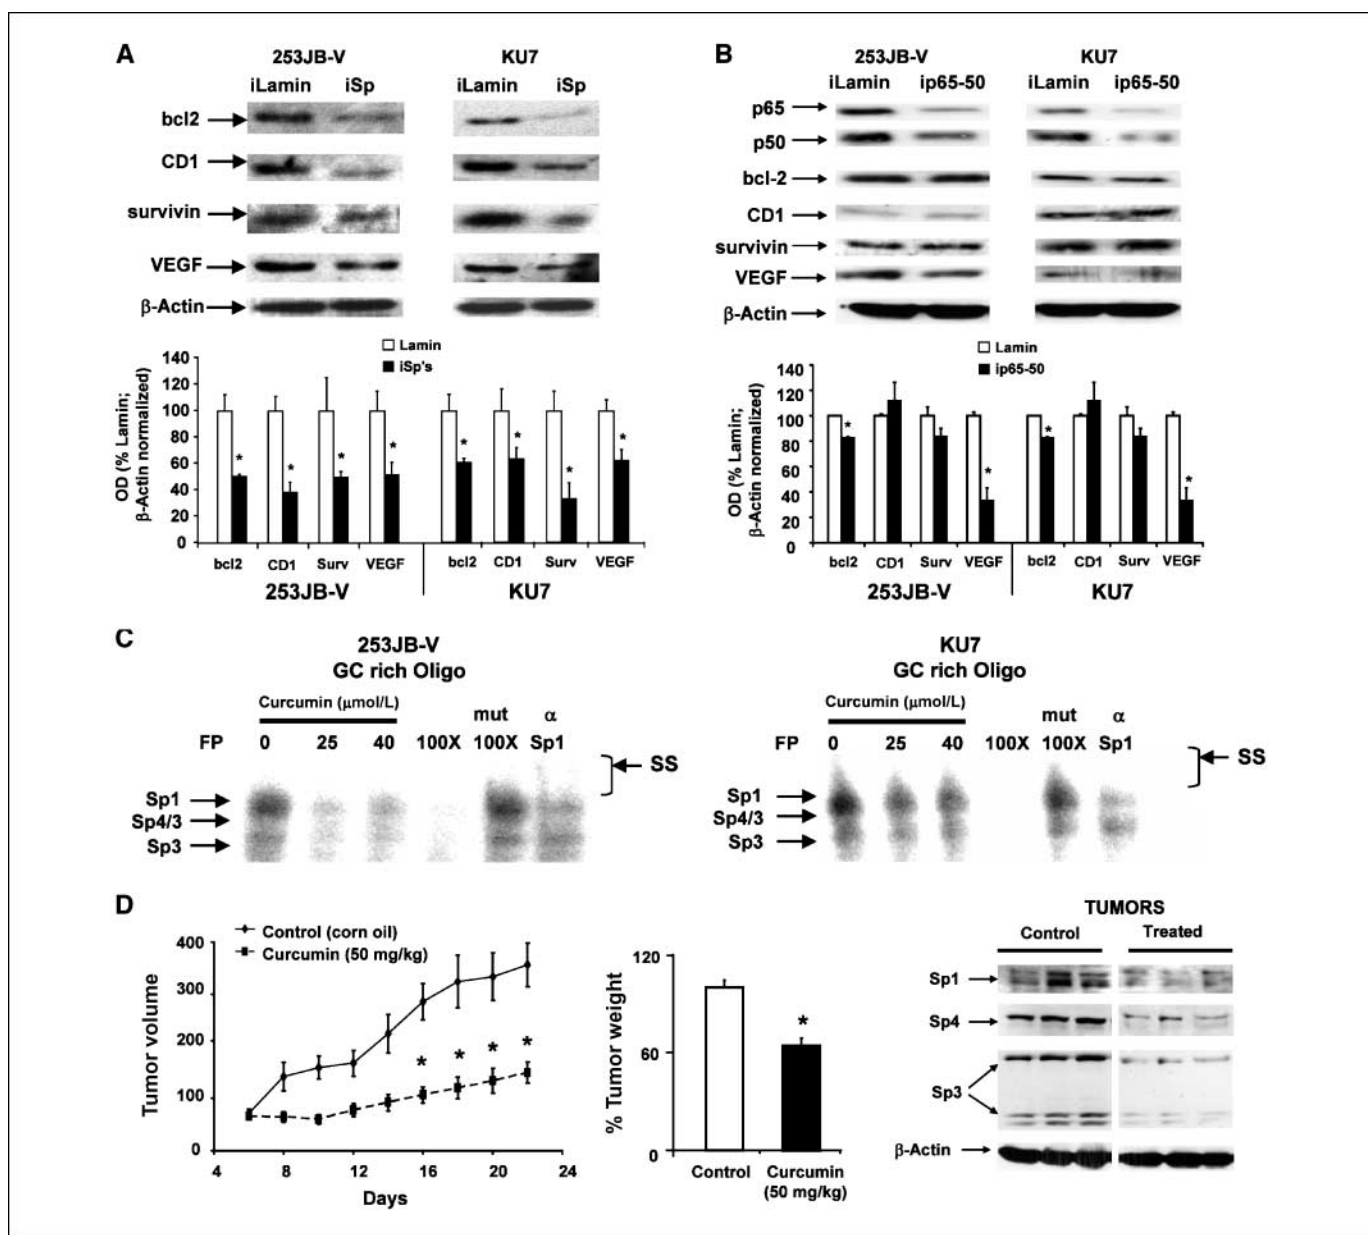 A
253JB-V
KU7
iLamin
iSp
iLamin
iSp
bcl2
CD1
survivin
VEGF
β-Actin
Lamin
iSp's
OD (% Lamin;
β-Actin normalized)
140
120
100
80
60
40
20
0
*
*
*
*
*
*
*
*
bcl2
CD1
Surv
VEGF
bcl2
CD1
Surv
VEGF
253JB-V
KU7
B
253JB-V
KU7
iLamin
ip65-50
iLamin
ip65-50
p65
p50
bcl-2
CD1
survivin
VEGF
β-Actin
Lamin
ip65-50
OD (% Lamin;
β-Actin normalized)
140
120
100
80
60
40
20
0
*
*
*
*
bcl2
CD1
Surv
VEGF
bcl2
CD1
Surv
VEGF
253JB-V
KU7
C
253JB-V
GC rich Oligo
Curcumin (μmol/L)
mut
α
FP
0
25
40
100X
100X
Sp1
SS
Sp1
Sp4/3
Sp3
KU7
GC rich Oligo
Curcumin (μmol/L)
mut
α
FP
0
25
40
100X
100X
Sp1
SS
Sp1
Sp4/3
Sp3
D
Control (corn oil)
Curcumin (50 mg/kg)
Tumor volume
400
300
200
100
0
*
*
*
*
4
8
12
16
20
24
Days
% Tumor weight
120
60
0
*
Control
Curcumin
(50 mg/kg)
TUMORS
Control
Treated
Sp1
Sp4
Sp3
β-Actin